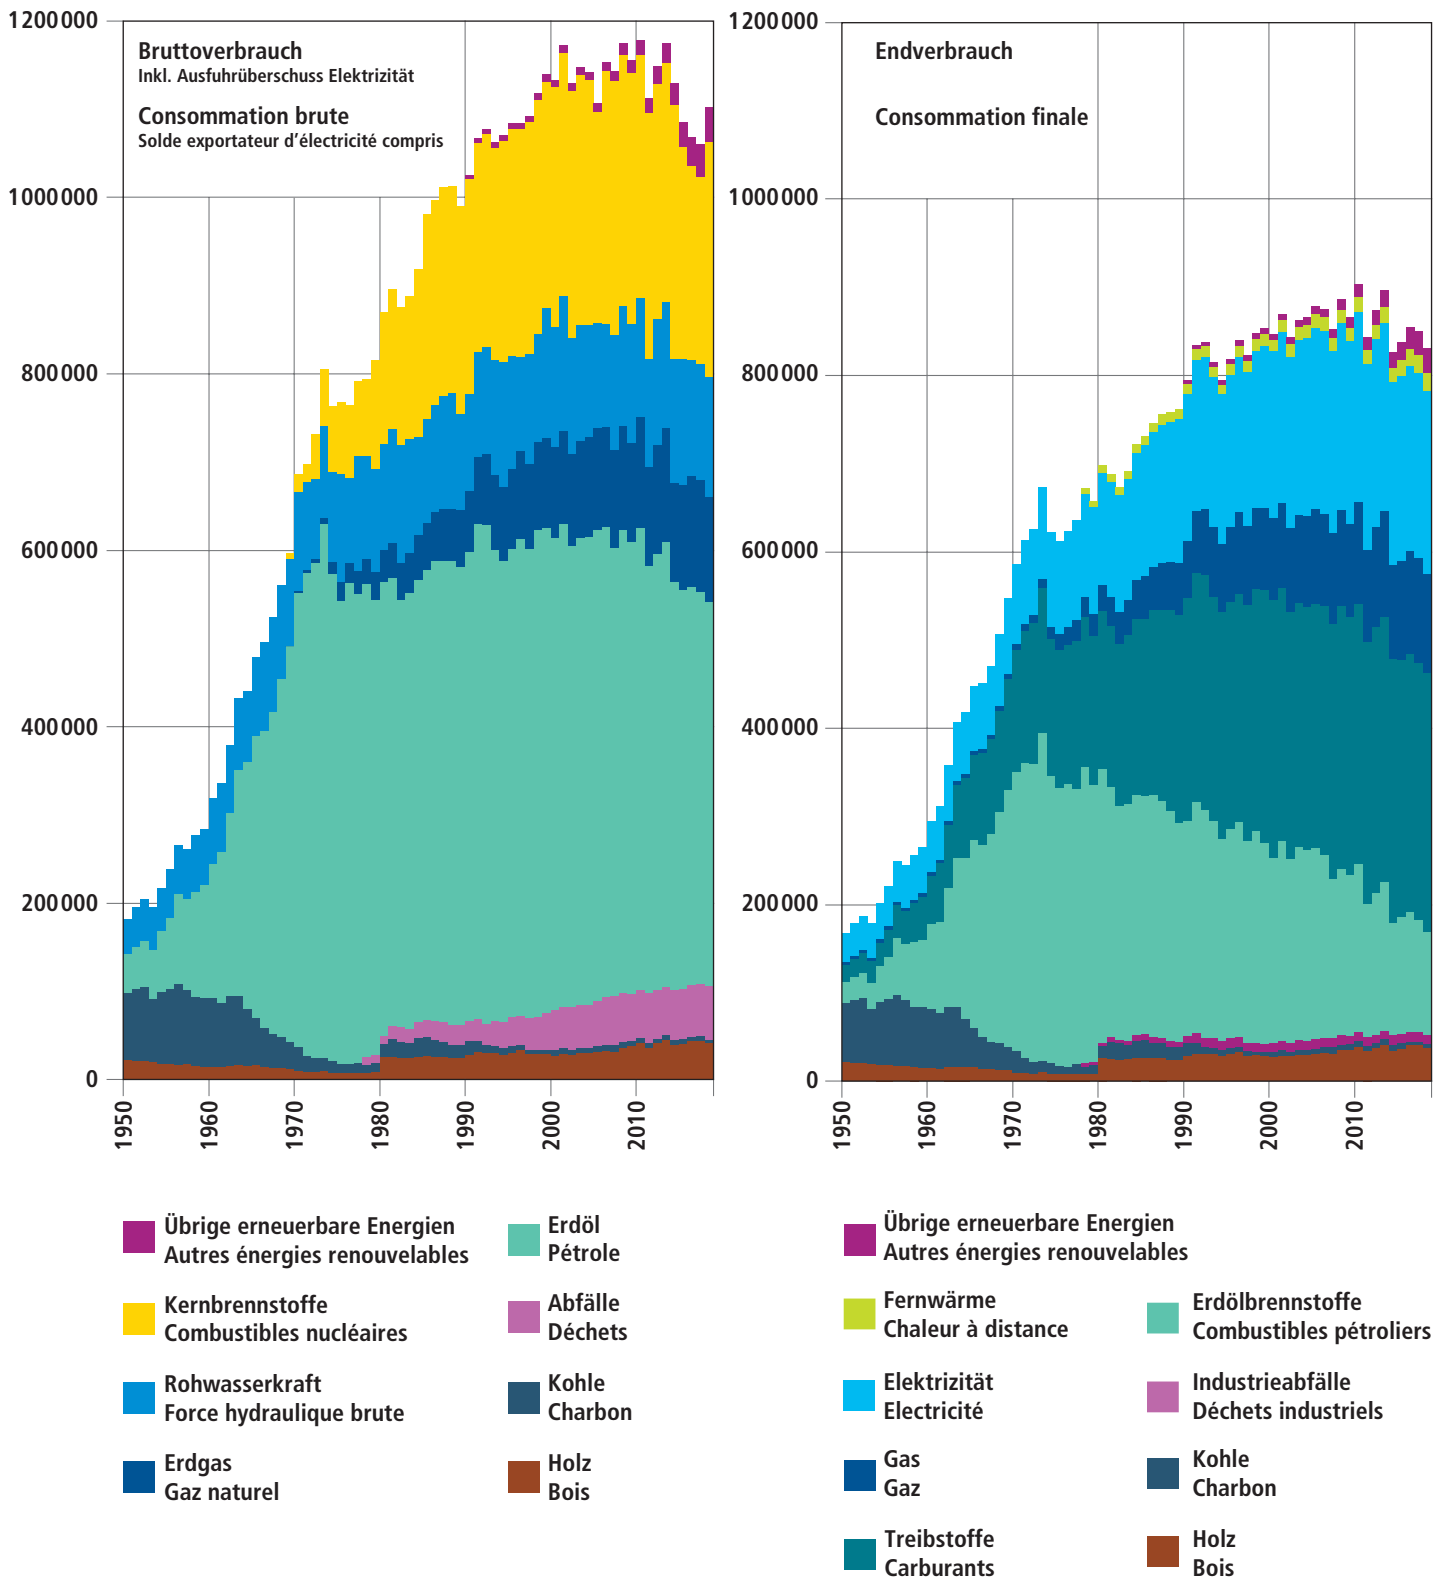 1200000
1000000
800000
600000
400000
200000
0
Bruttoverbrauch
Inkl. Ausfuhrüberschuss Elektrizität
Consommation brute
Solde exportateur d'électricité compris
1950
1960
1970
1980
1990
2000
2010
1200000
1000000
800000
600000
400000
200000
0
Endverbrauch
Consommation finale
1950
1960
1970
1980
1990
2000
2010
Übrige erneuerbare Energien
Autres énergies renouvelables
Kernbrennstoffe
Combustibles nucléaires
Rohwasserkraft
Force hydraulique brute
Erdgas
Gaz naturel
Erdöl
Pétrole
Abfälle
Déchets
Kohle
Charbon
Holz
Bois
Übrige erneuerbare Energien
Autres énergies renouvelables
Fernwärme
Chaleur à distance
Elektrizität
Electricité
Gas
Gaz
Treibstoffe
Carburants
Erdölbrennstoffe
Combustibles pétroliers
Industrieabfälle
Déchets industriels
Kohle
Charbon
Holz
Bois